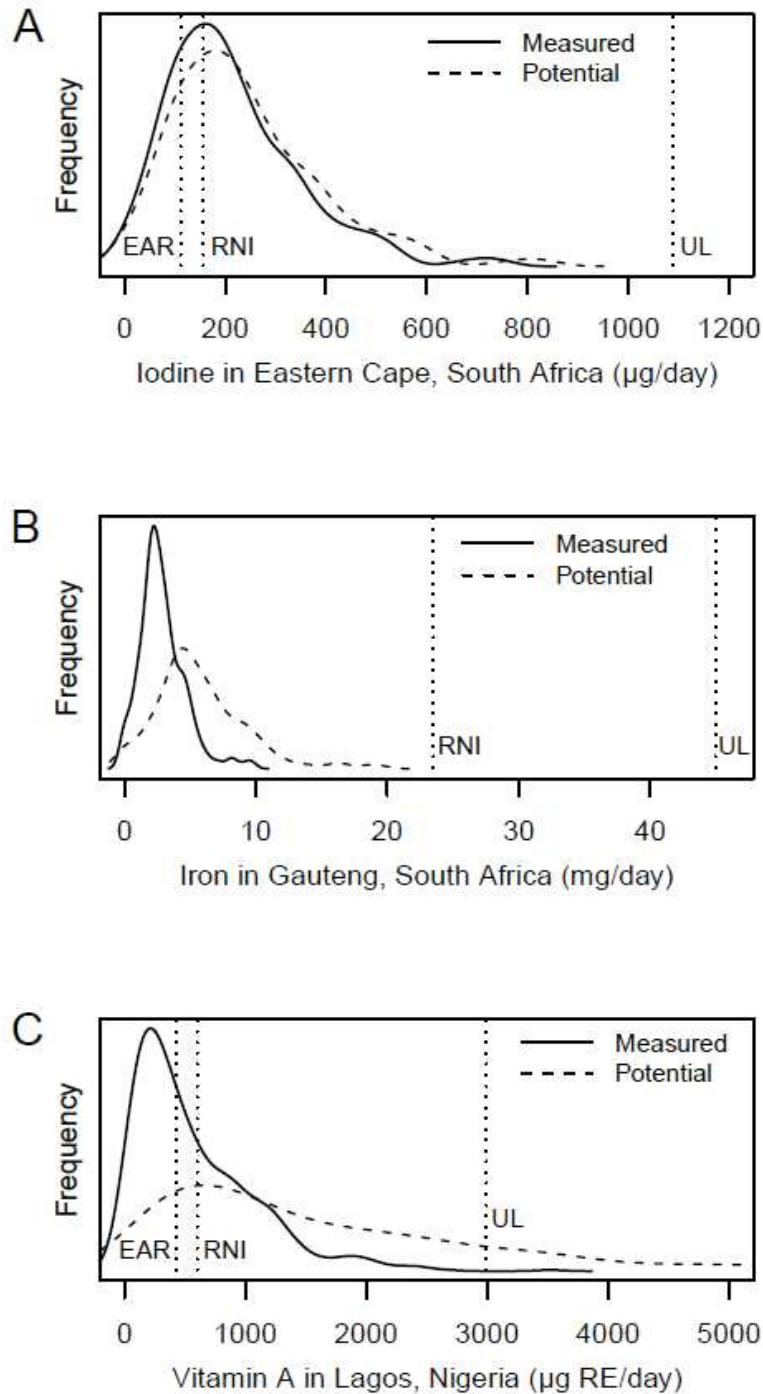 A
Measured
Potential
Frequency
EAR
RNI
UL
0 200 400 600 800 1000 1200
Iodine in Eastern Cape, South Africa (µg/day)
B
Measured
Potential
Frequency
RNI
UL
0 10 20 30 40
Iron in Gauteng, South Africa (mg/day)
C
Measured
Potential
Frequency
UL
EAR
RNI
0 1000 2000 3000 4000 5000
Vitamin A in Lagos, Nigeria (µg RE/day)